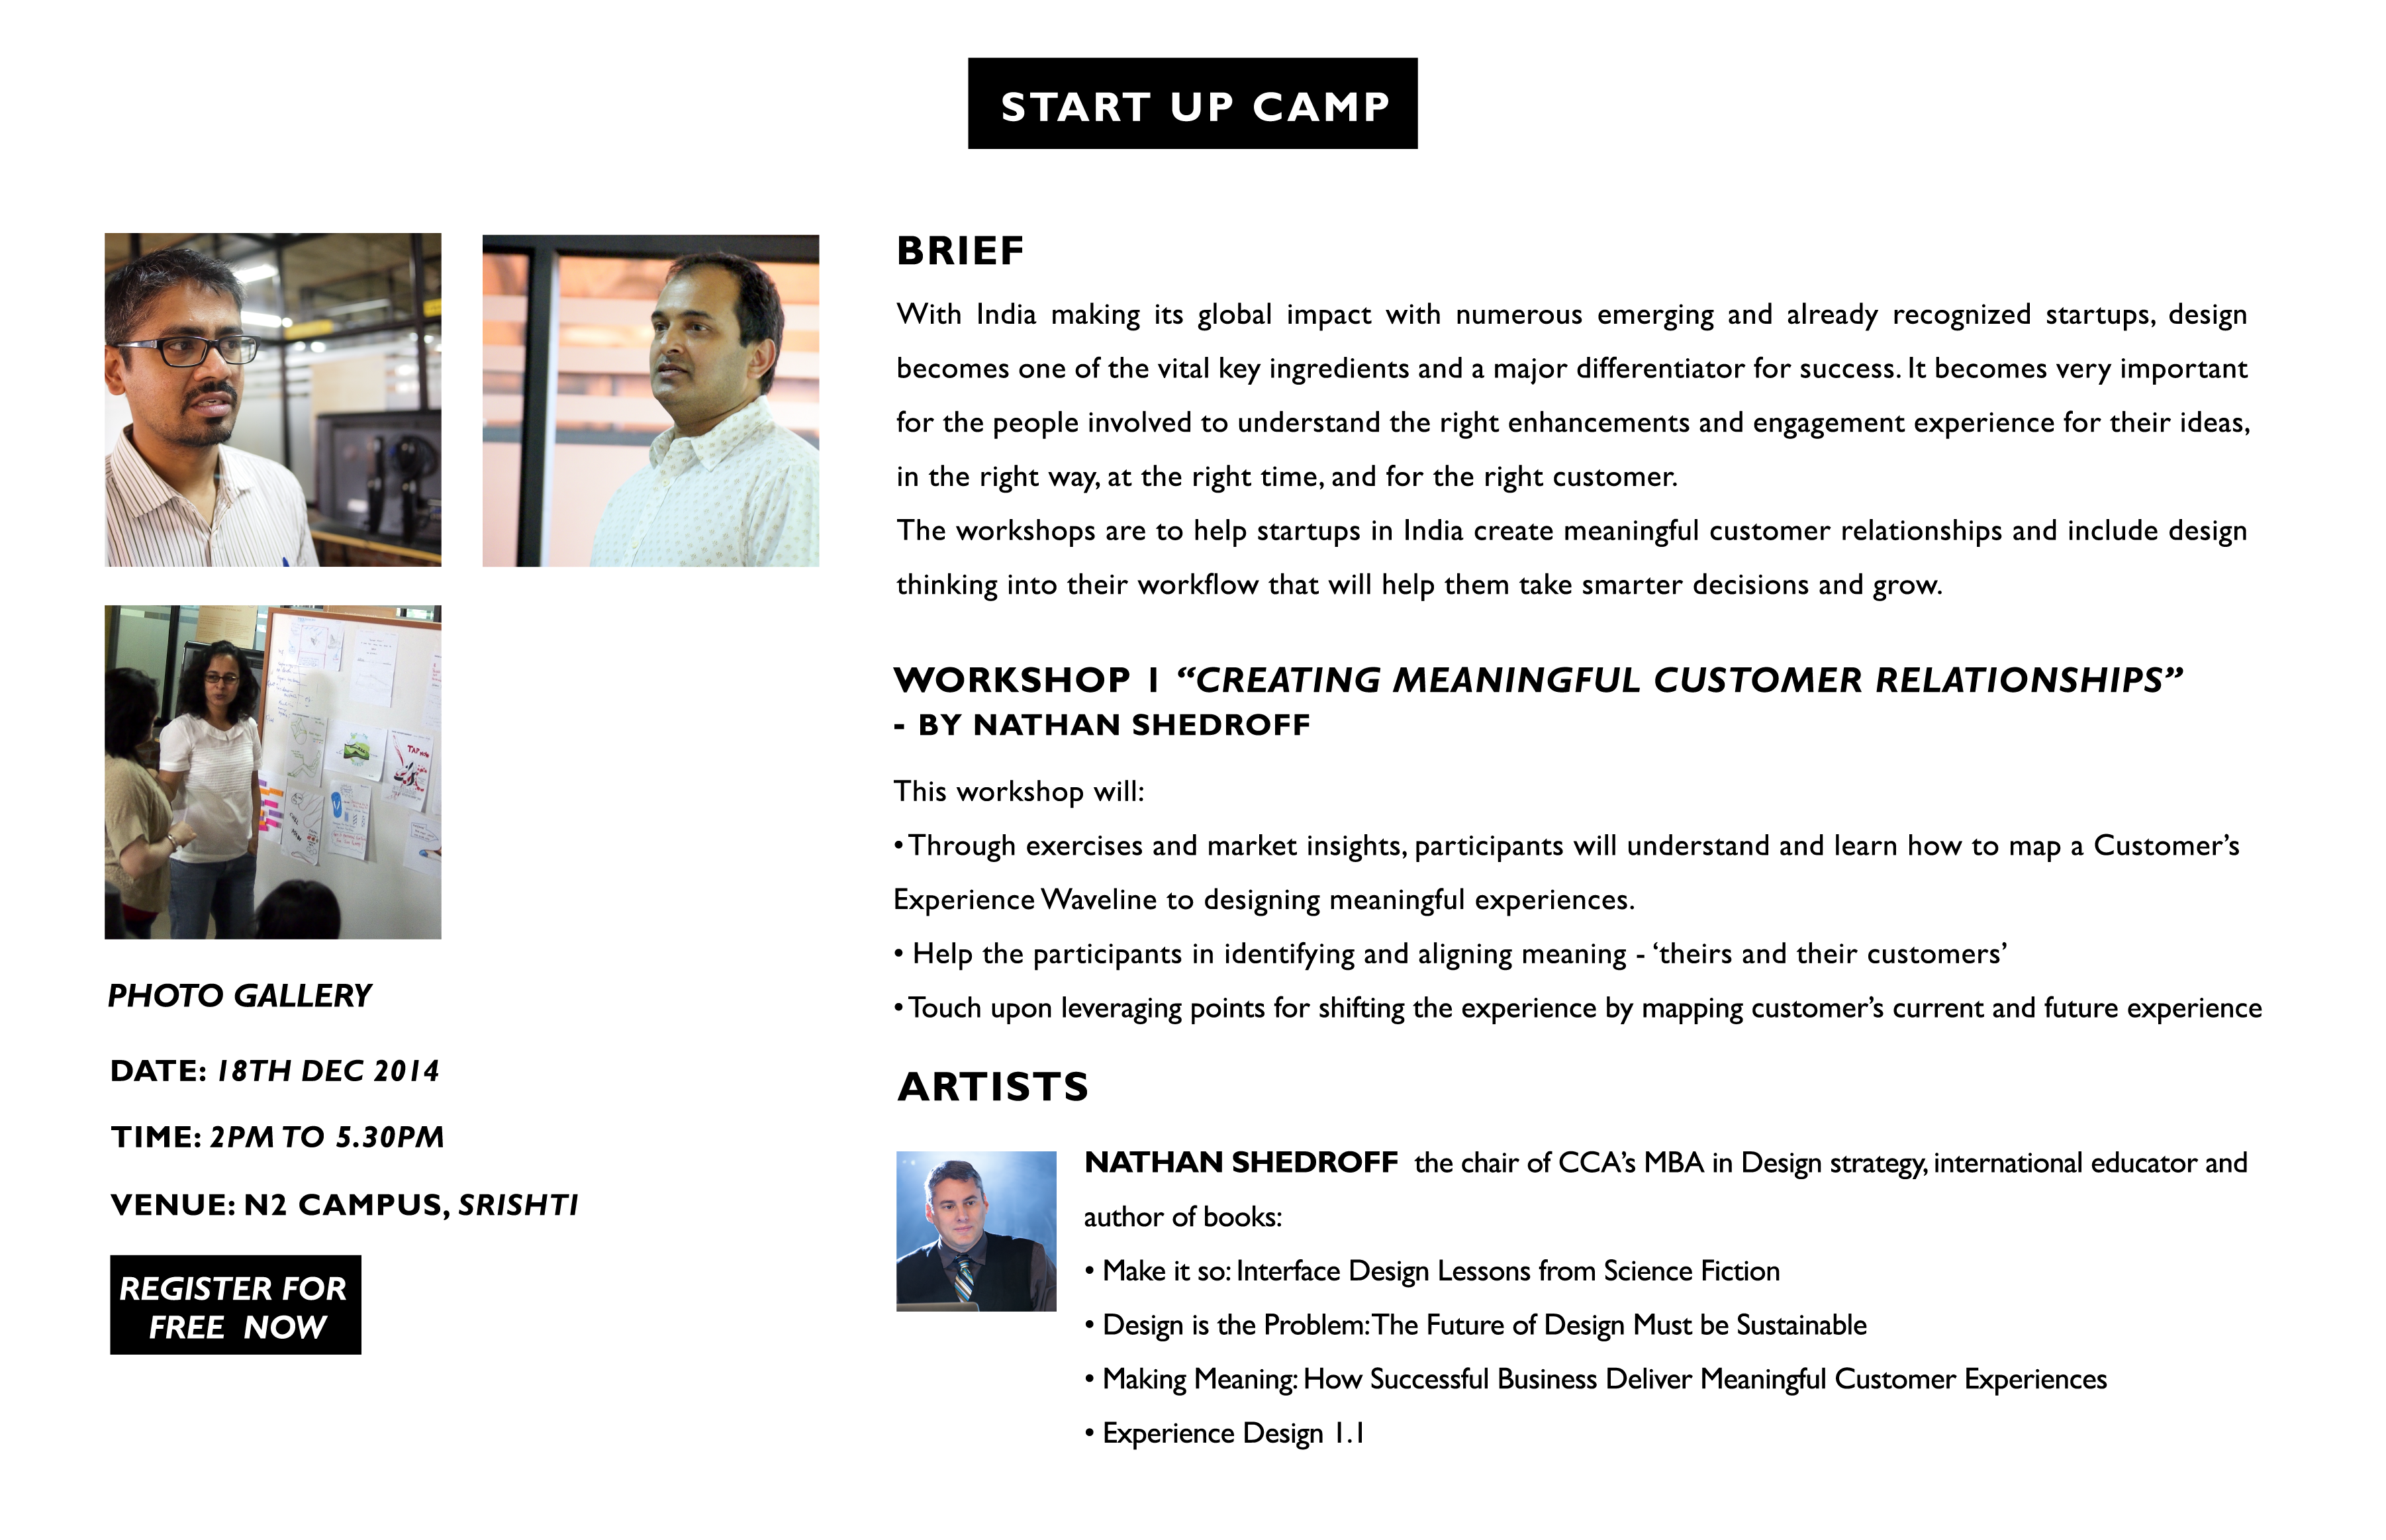 START UP CAMP
PHOTO GALLERY
DATE: 18TH DEC 2014
TIME: 2PM TO 5.30PM
VENUE: N2 CAMPUS, SRISHTI
REGISTER FOR
FREE NOW
BRIEF
With India making its global impact with numerous emerging and already recognized startups, design
becomes one of the vital key ingredients and a major differentiator for success. It becomes very important
for the people involved to understand the right enhancements and engagement experience for their ideas,
in the right way, at the right time, and for the right customer.
The workshops are to help startups in India create meaningful customer relationships and include design
thinking into their workflow that will help them take smarter decisions and grow.
WORKSHOP 1 “CREATING MEANINGFUL CUSTOMER RELATIONSHIPS”
- BY NATHAN SHEDROFF
This workshop will:
• Through exercises and market insights, participants will understand and learn how to map a Customer’s
Experience Waveline to designing meaningful experiences.
• Help the participants in identifying and aligning meaning - ‘theirs and their customers’
• Touch upon leveraging points for shifting the experience by mapping customer’s current and future experience
ARTISTS
NATHAN SHEDROFF the chair of CCA’s MBA in Design strategy, international educator and
author of books:
• Make it so: Interface Design Lessons from Science Fiction
• Design is the Problem: The Future of Design Must be Sustainable
• Making Meaning: How Successful Business Deliver Meaningful Customer Experiences
• Experience Design 1.1